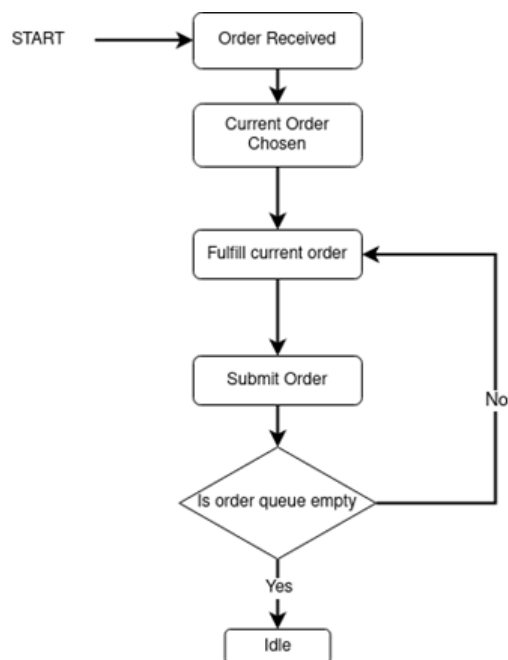 START
Order Received
Current Order
Chosen
Fulfill current order
Submit Order
No
Is order queue empty
Yes
Idle